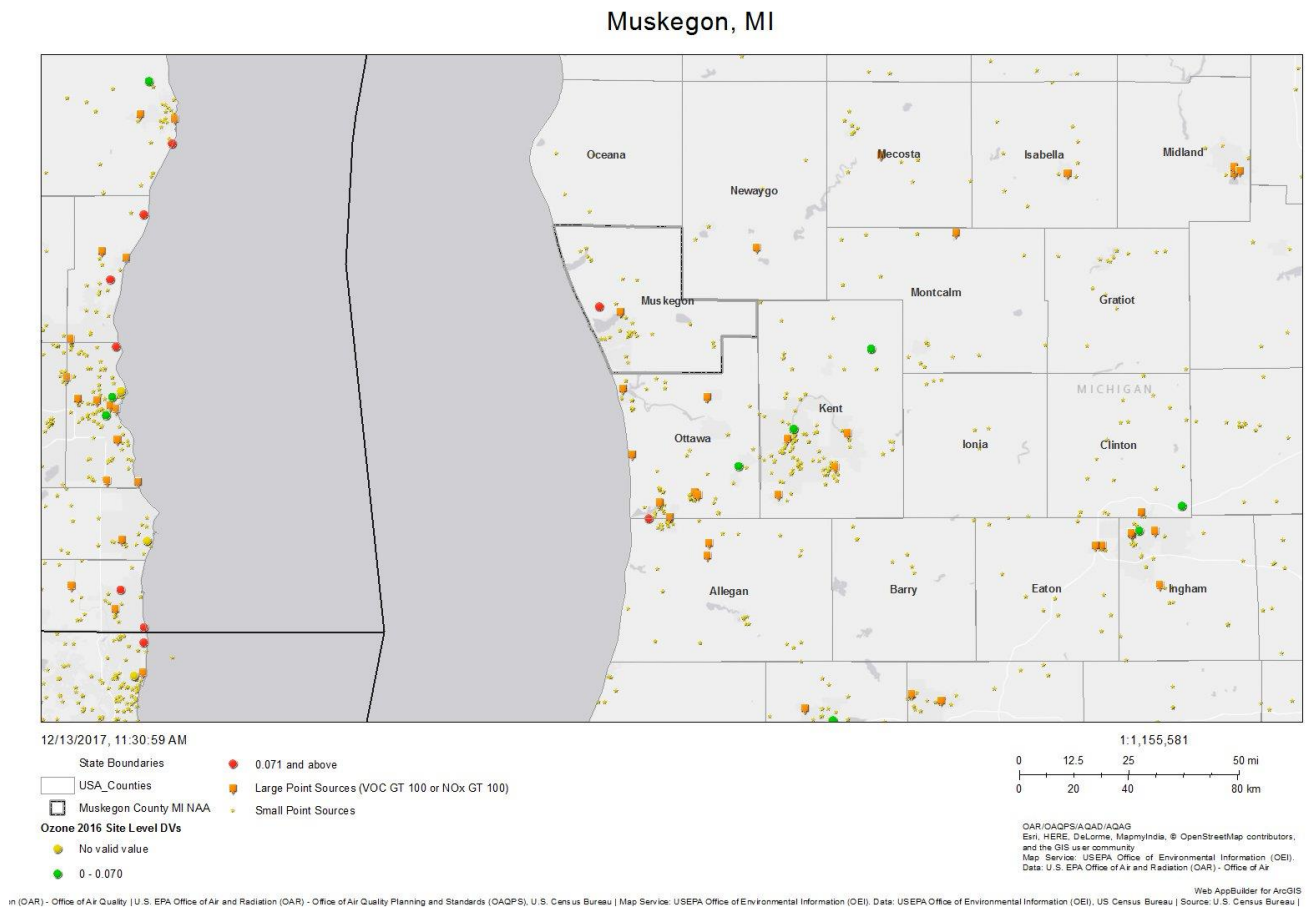 Muskegon, MI
Oceana
Mecosta
Isabella
Midland
Newaygo
Muskegon
Montcalm
Gratiot
MICHIGAN
Kent
Ottawa
Ionia
Clinton
Allegan
Barry
Eaton
Ingham
12/13/2017, 11:30:59 AM
State Boundaries
USA_Counties
Muskegon County MI NAA
Ozone 2016 Site Level DVs
No valid value
0 - 0.070
0.071 and above
Large Point Sources (VOC GT 100 or NOx GT 100)
Small Point Sources
1:1,155,581
0 12.5 25 50 mi
0 20 40 80 km
OAR/OAQPS/AQAD/AQAG
Esri, HERE, DeLorme, MapmyIndia, © OpenStreetMap contributors,
and the GIS user community
Map Service: USEPA Office of Environmental Information (OEI).
Data: U.S. EPA Office of Air and Radiation (OAR) - Office of Air
Web AppBuilder for ArcGIS
(OAR) - Office of Air Quality | U.S. EPA Office of Air and Radiation (OAR) - Office of Air Quality Planning and Standards (OAQPS), U.S. Census Bureau | Map Service: USEPA Office of Environmental Information (OEI). Data: USEPA Office of Environmental Information (OEI), US Census Bureau | Source: U.S. Census Bureau |